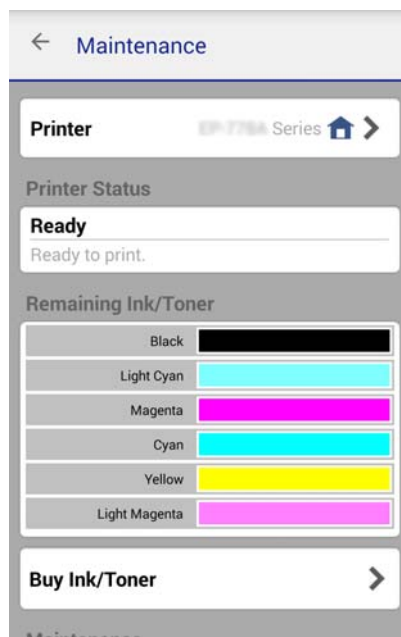 Maintenance
Printer Series
Printer Status
Ready
Ready to print.
Remaining Ink/Toner
Black
Light Cyan
Magenta
Cyan
Yellow
Light Magenta
Buy Ink/Toner